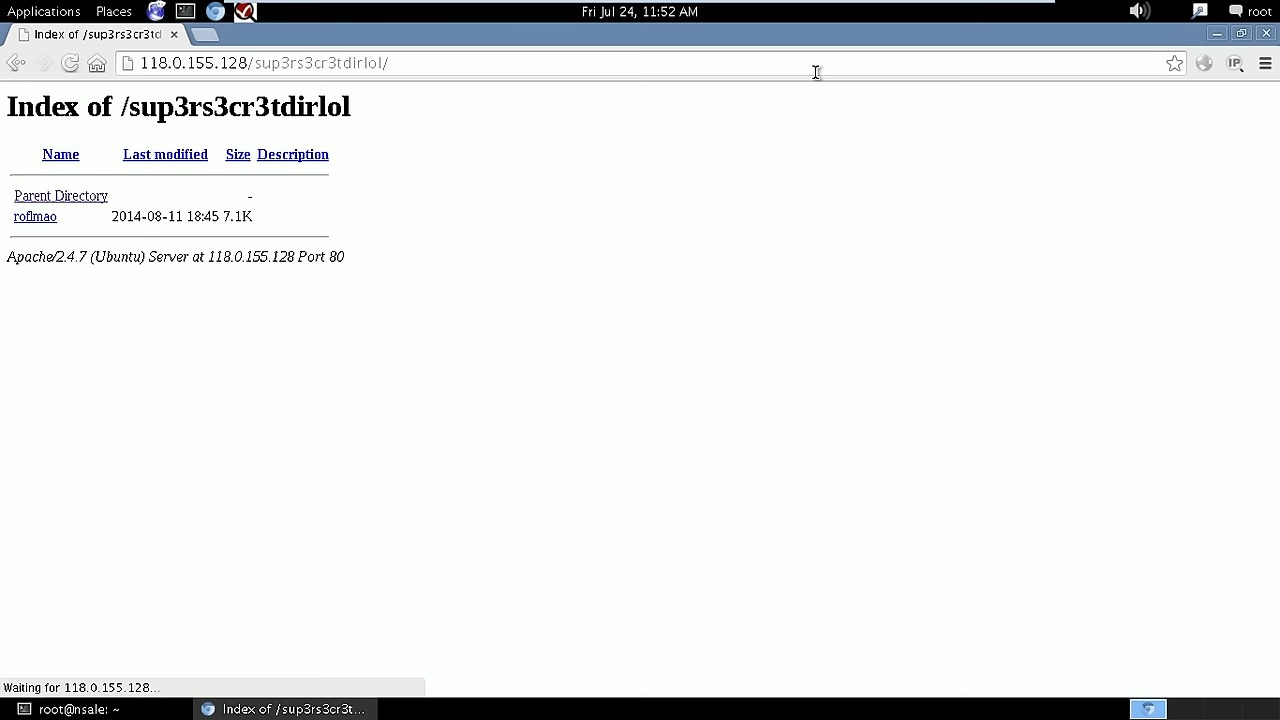 Applications Places Fri Jul 24, 11:52 AM root
Index of /sup3rs3cr3td
118.0.155.128/sup3rs3cr3tdirlol/
IP
Index of /sup3rs3cr3tdirlol
Name Last modified Size Description
Parent Directory -
roflmao 2014-08-11 18:45 7.1K
Apache/2.4.7 (Ubuntu) Server at 118.0.155.128 Port 80
Waiting for 118.0.155.128...
root@nsale: ~ Index of /sup3rs3cr3t...